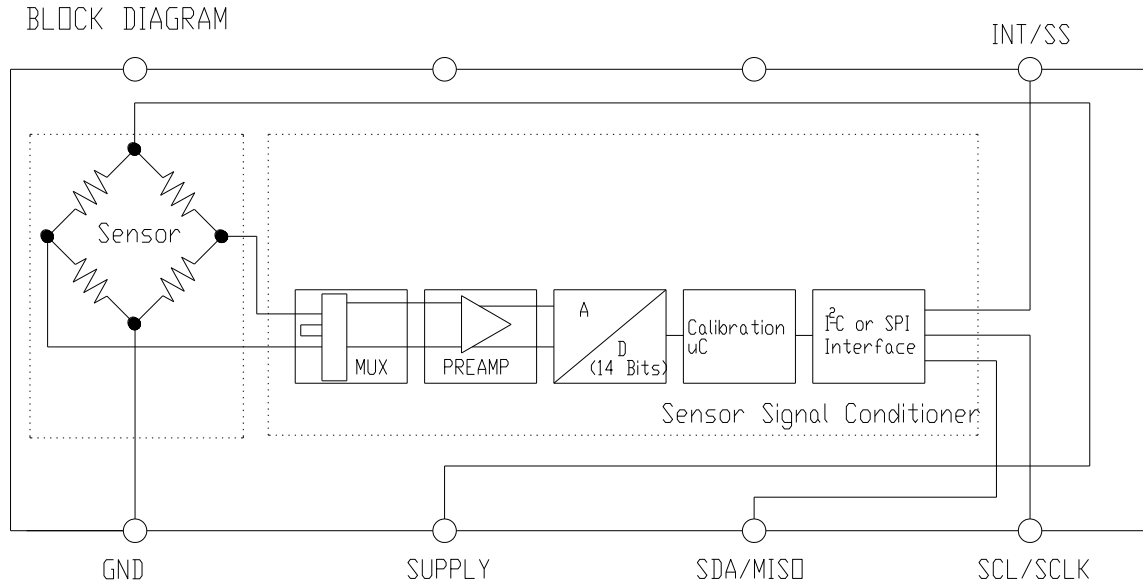 BLOCK DIAGRAM
INT/SS
Sensor
MUX
PREAMP
A
D
(14 Bits)
Calibration
uC
I²C or SPI
Interface
Sensor Signal Conditioner
GND
SUPPLY
SDA/MISO
SCL/SCLK